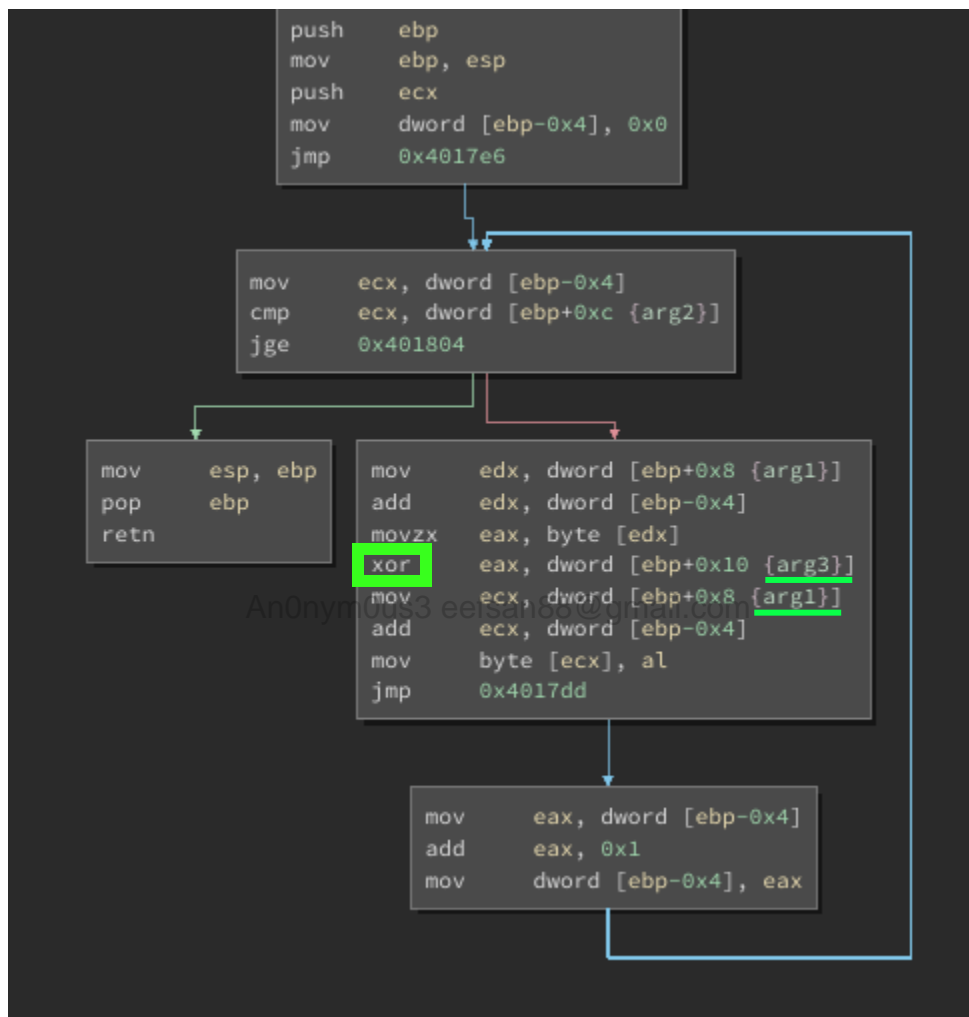 push ebp
mov ebp, esp
push ecx
mov dword [ebp-0x4], 0x0
jmp 0x4017e6
mov ecx, dword [ebp-0x4]
cmp ecx, dword [ebp+0xc {arg2}]
jge 0x401804
mov esp, ebp
pop ebp
retn
mov edx, dword [ebp+0x8 {arg1}]
add edx, dword [ebp-0x4]
movzx eax, byte [edx]
xor eax, dword [ebp+0x10 {arg3}]
mov ecx, dword [ebp+0x8 {arg1}]
An0nym0us3 eeisan88@gmail.com
add ecx, dword [ebp-0x4]
mov byte [ecx], al
jmp 0x4017dd
mov eax, dword [ebp-0x4]
add eax, 0x1
mov dword [ebp-0x4], eax